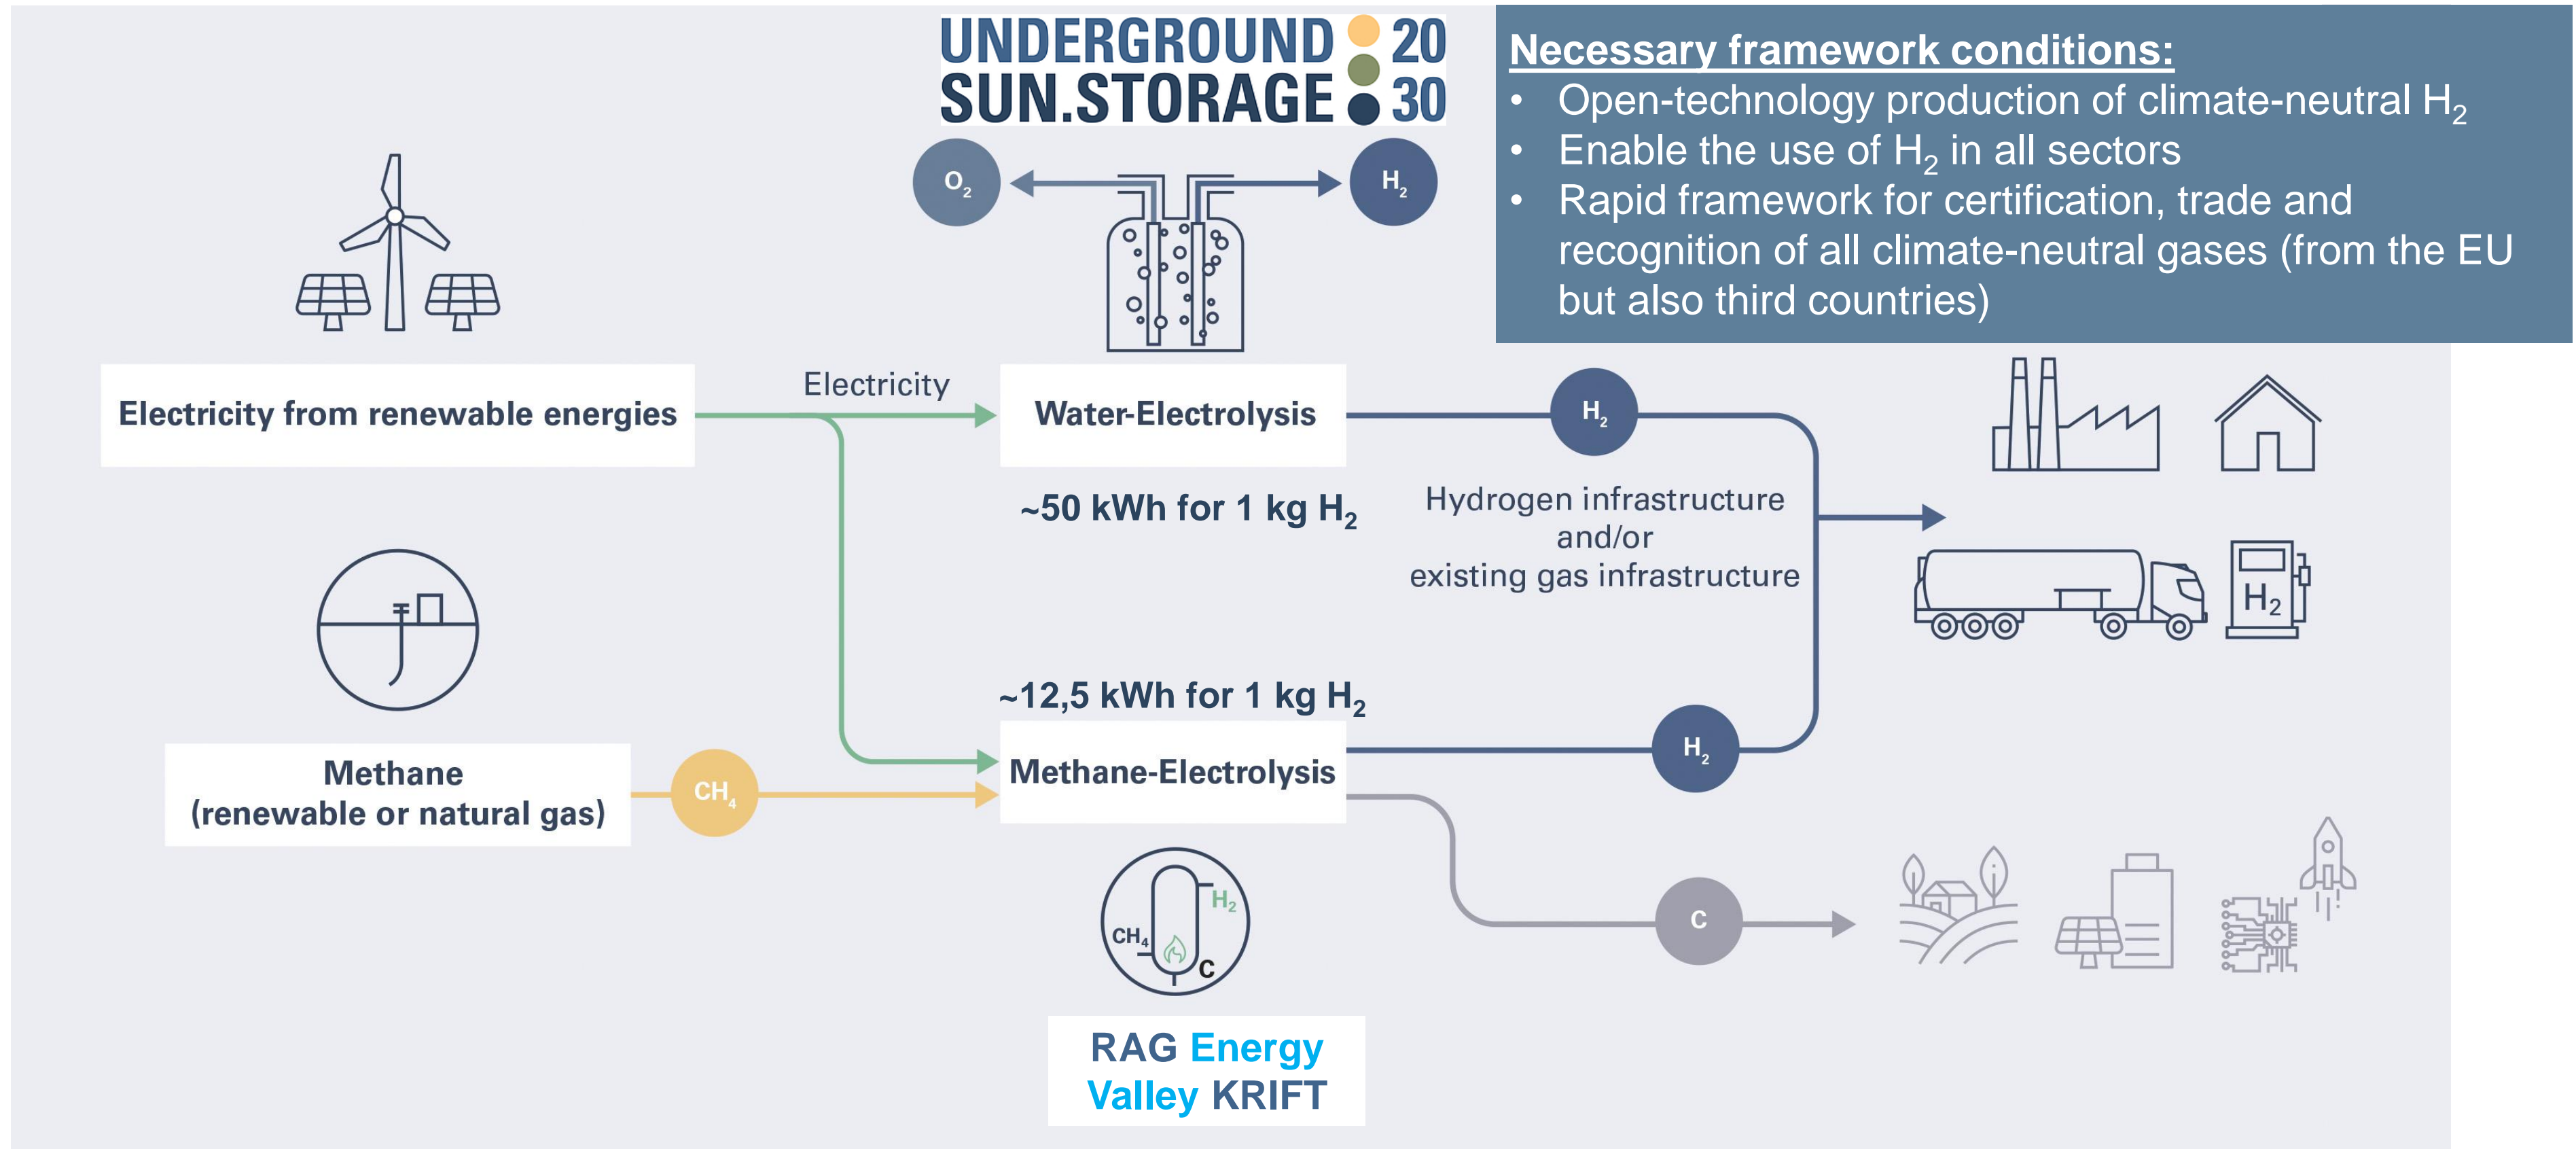 UNDERGROUND 20
SUN.STORAGE 30
Necessary framework conditions:
• Open-technology production of climate-neutral H₂
• Enable the use of H₂ in all sectors
• Rapid framework for certification, trade and
recognition of all climate-neutral gases (from the EU
but also third countries)
O₂
H₂
Electricity from renewable energies
Electricity
Water-Electrolysis
H₂
~50 kWh for 1 kg H₂
Hydrogen infrastructure
and/or
existing gas infrastructure
H₂
~12,5 kWh for 1 kg H₂
Methane
(renewable or natural gas)
CH₄
Methane-Electrolysis
H₂
H₂
CH₄
C
C
RAG Energy
Valley KRIFT